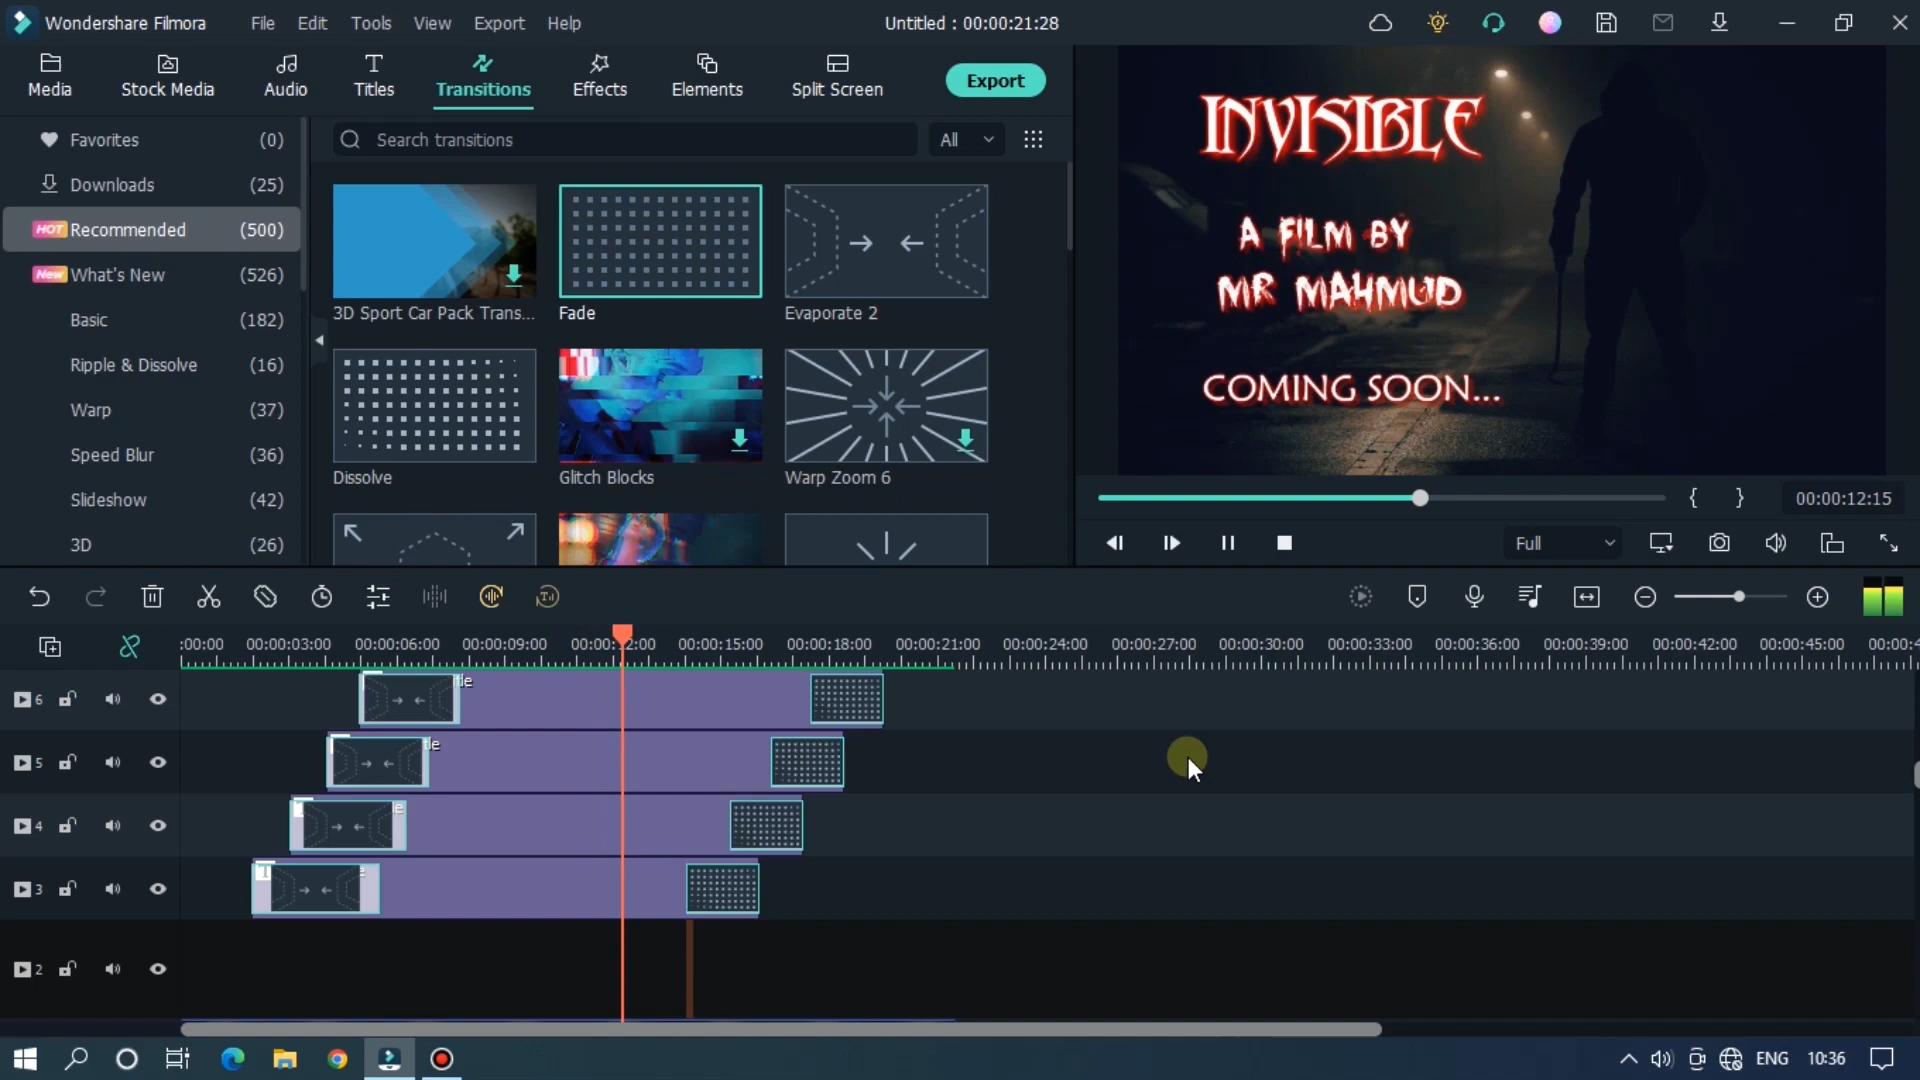 Wondershare Filmora File Edit Tools View Export Help Untitled : 00:00:21:28
Media Stock Media Audio Titles Transitions Effects Elements Split Screen Export
Favorites (0)
Downloads (25)
HOT Recommended (500)
New What's New (526)
Basic (182)
Ripple & Dissolve (16)
Warp (37)
Speed Blur (36)
Slideshow (42)
3D (26)
Search transitions All
3D Sport Car Pack Trans... Fade Evaporate 2
Dissolve Glitch Blocks Warp Zoom 6
INVISIBLE
A FILM BY
MR MAHMUD
COMING SOON...
{ } 00:00:12:15
Full
:00:00 00:00:03:00 00:00:06:00 00:00:09:00 00:00:12:00 00:00:15:00 00:00:18:00 00:00:21:00 00:00:24:00 00:00:27:00 00:00:30:00 00:00:33:00 00:00:36:00 00:00:39:00 00:00:42:00 00:00:45:00 00:00:4
6
5
4
3
2
ENG 10:36